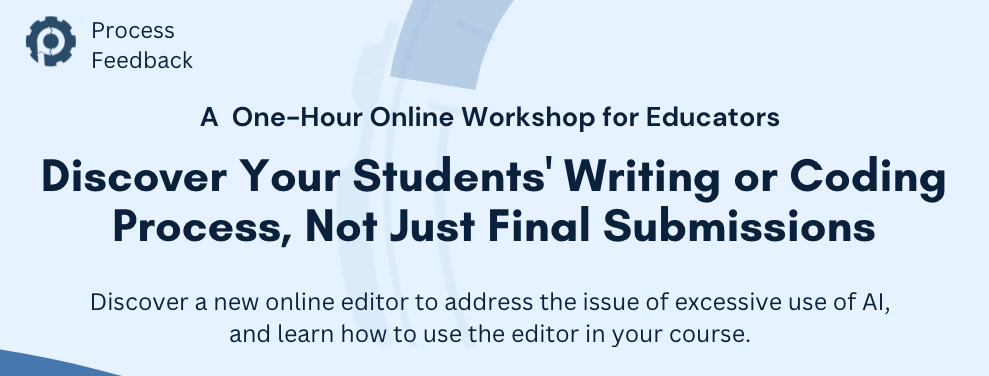 Process
Feedback
A One-Hour Online Workshop for Educators
Discover Your Students' Writing or Coding
Process, Not Just Final Submissions
Discover a new online editor to address the issue of excessive use of AI,
and learn how to use the editor in your course.